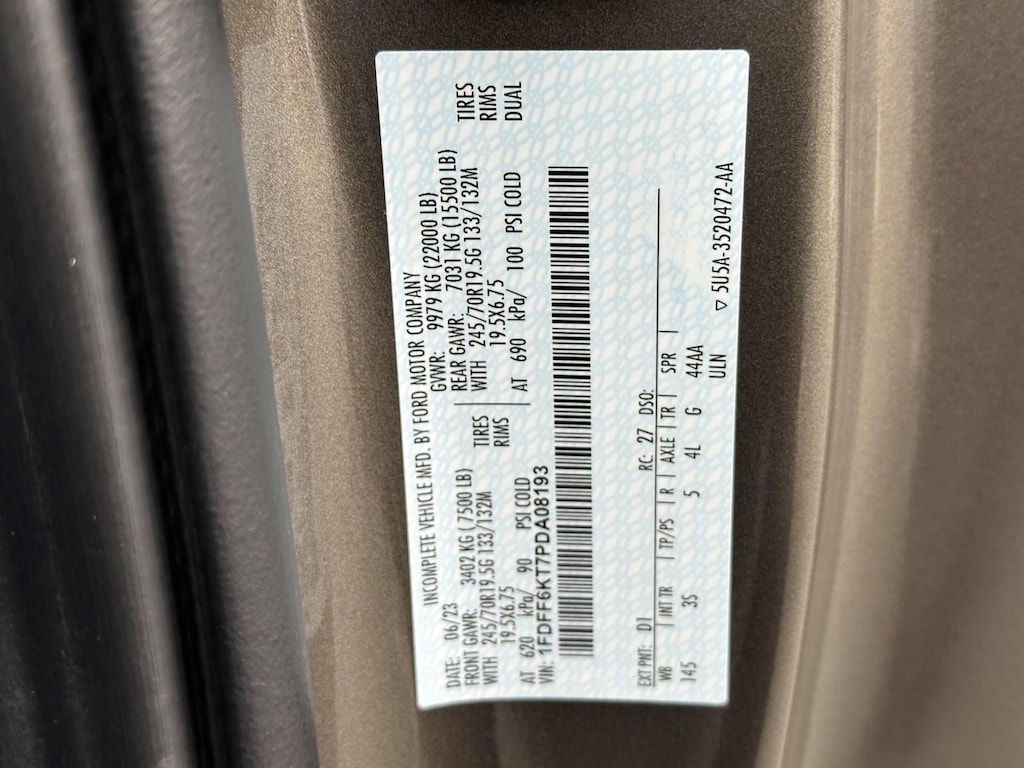 INCOMPLETE VEHICLE MFD. BY FORD MOTOR COMPANY
DATE: 06/23 GVWR: 9979 KG (22000 LB)
FRONT GAWR: 3402 KG (7500 LB) REAR GAWR: 7031 KG (15500 LB)
WITH 245/70R19.5G 133/132M TIRES WITH 245/70R19.5G 133/132M TIRES
19.5X6.75 RIMS 19.5X6.75 RIMS
AT 620 kPa/ 90 PSI COLD AT 690 kPa/ 100 PSI COLD DUAL
VIN: 1FDFF6KT7PDA08193
EXT PNT: D1 RC: 27 DSO:
WB INTTR TP/PS R AXLE TR SPR
145 3S 5 4L G 44AA
ULN
▽ 5U5A-3520472-AA